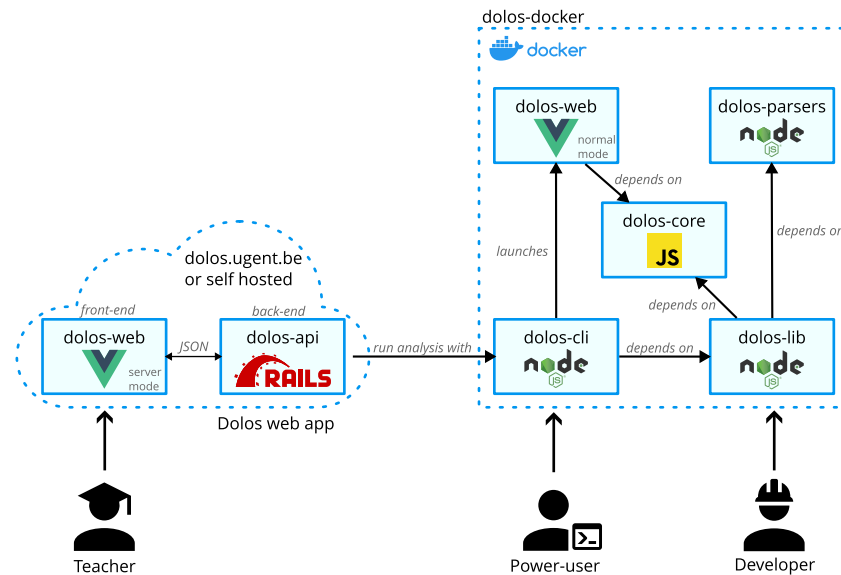 dolos-docker
docker
dolos-web
normal
mode
dolos-parsers
node
JS
depends on
dolos-core
JS
launches
depends on
depends on
dolos.ugent.be
or self hosted
front-end
back-end
dolos-web
server
mode
JSON
dolos-api
RAILS
run analysis with
dolos-cli
node
JS
depends on
dolos-lib
node
JS
Dolos web app
Teacher
Power-user
Developer